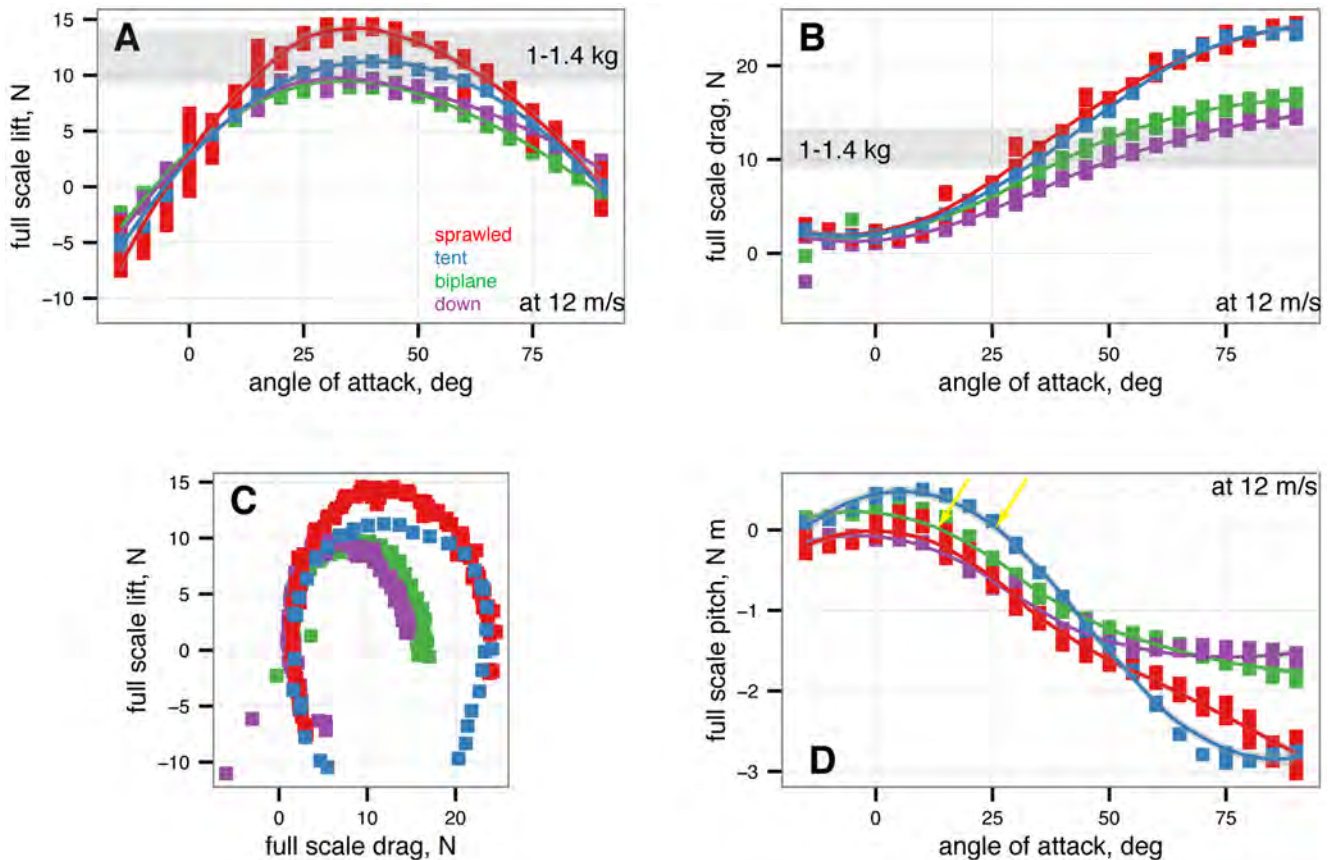 A
1-1.4 kg
sprawled
tent
biplane
down
at 12 m/s
full scale lift, N
15
10
5
0
−5
−10
0
25
50
75
angle of attack, deg
B
1-1.4 kg
at 12 m/s
full scale drag, N
20
10
0
0
25
50
75
angle of attack, deg
C
full scale lift, N
15
10
5
0
−5
−10
0
10
20
full scale drag, N
at 12 m/s
D
full scale pitch, N m
0
−1
−2
−3
0
25
50
75
angle of attack, deg